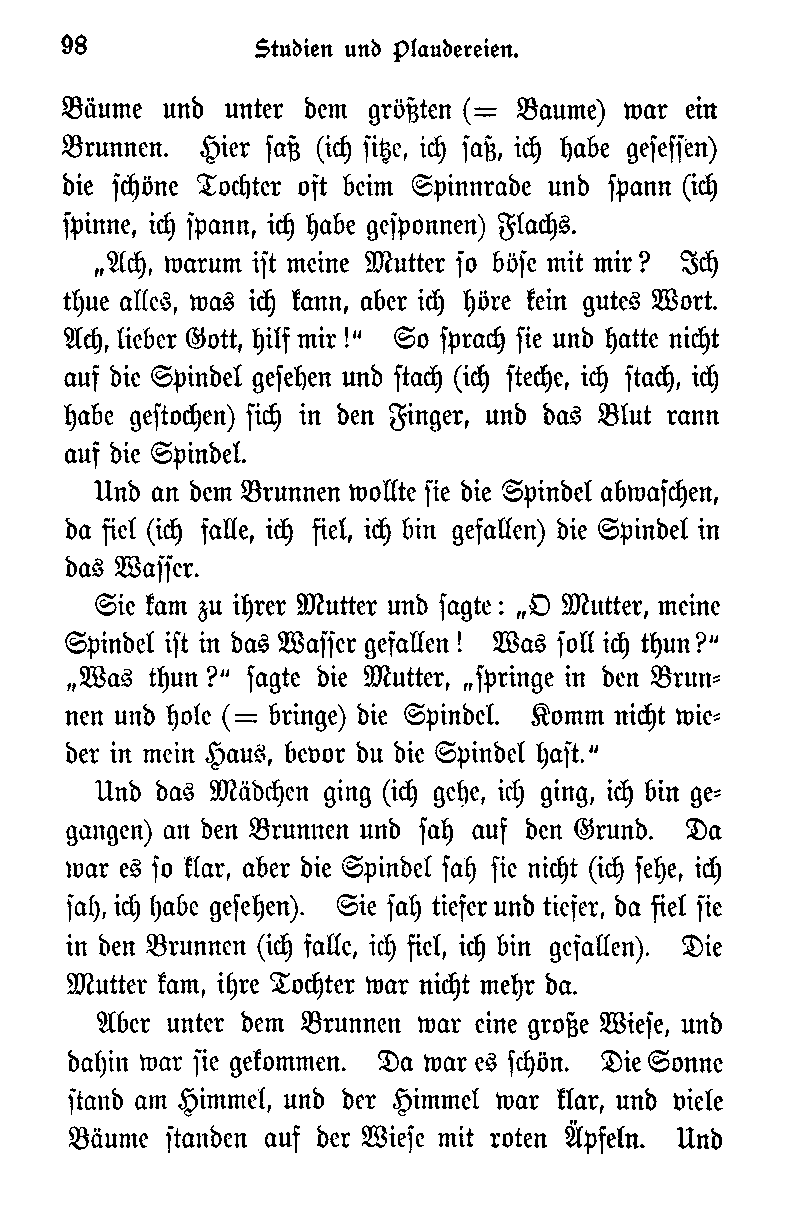 98 Studien und Plaudereien.
Bäume und unter dem größten (= Baume) war ein
Brunnen. Hier saß (ich sitze, ich saß, ich habe gesessen)
die schöne Tochter oft beim Spinnrade und spann (ich
spinne, ich spann, ich habe gesponnen) Flachs.
„Ach, warum ist meine Mutter so böse mit mir? Ich
thue alles, was ich kann, aber ich höre kein gutes Wort.
Ach, lieber Gott, hilf mir!“ So sprach sie und hatte nicht
auf die Spindel gesehen und stach (ich steche, ich stach, ich
habe gestochen) sich in den Finger, und das Blut rann
auf die Spindel.
Und an dem Brunnen wollte sie die Spindel abwaschen,
da fiel (ich falle, ich fiel, ich bin gefallen) die Spindel in
das Wasser.
Sie kam zu ihrer Mutter und sagte: „O Mutter, meine
Spindel ist in das Wasser gefallen! Was soll ich thun?“
„Was thun?“ sagte die Mutter, „springe in den Brun-
nen und hole (= bringe) die Spindel. Komm nicht wie-
der in mein Haus, bevor du die Spindel hast.“
Und das Mädchen ging (ich gehe, ich ging, ich bin ge-
gangen) an den Brunnen und sah auf den Grund. Da
war es so klar, aber die Spindel sah sie nicht (ich sehe, ich
sah, ich habe gesehen). Sie sah tiefer und tiefer, da fiel sie
in den Brunnen (ich falle, ich fiel, ich bin gefallen). Die
Mutter kam, ihre Tochter war nicht mehr da.
Aber unter dem Brunnen war eine große Wiese, und
dahin war sie gekommen. Da war es schön. Die Sonne
stand am Himmel, und der Himmel war klar, und viele
Bäume standen auf der Wiese mit roten Äpfeln. Und